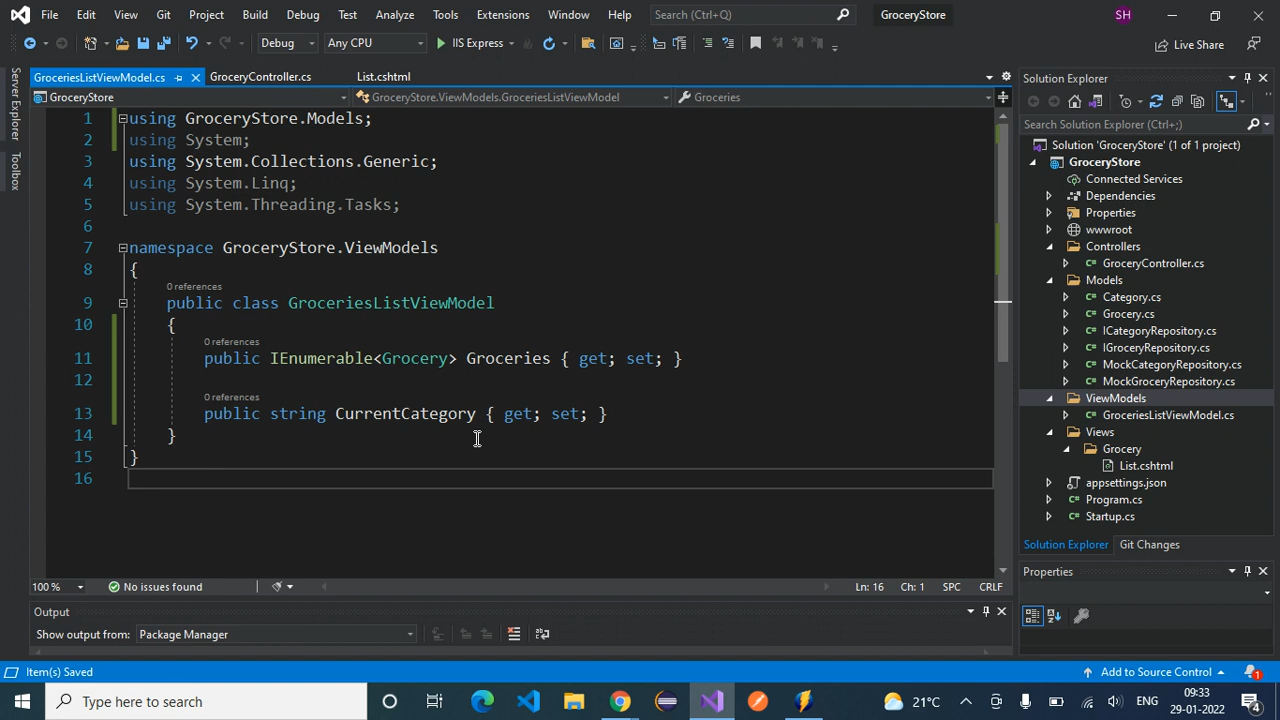 File Edit View Git Project Build Debug Test Analyze Tools Extensions Window Help Search (Ctrl+Q) GroceryStore SH
Debug Any CPU IIS Express Live Share
Server Explorer
Toolbox
GroceriesListViewModel.cs GroceryController.cs List.cshtml
GroceryStore GroceryStore.ViewModels.GroceriesListViewModel Groceries
1 using GroceryStore.Models;
2 using System;
3 using System.Collections.Generic;
4 using System.Linq;
5 using System.Threading.Tasks;
6
7 namespace GroceryStore.ViewModels
8 {
0 references
9 public class GroceriesListViewModel
10 {
0 references
11 public IEnumerable<Grocery> Groceries { get; set; }
12
0 references
13 public string CurrentCategory { get; set; }
14 }
15 }
16
100 % No issues found Ln: 16 Ch: 1 SPC CRLF
Output
Show output from: Package Manager
Solution Explorer
Search Solution Explorer (Ctrl+;)
Solution 'GroceryStore' (1 of 1 project)
GroceryStore
Connected Services
Dependencies
Properties
wwwroot
Controllers
C# GroceryController.cs
Models
C# Category.cs
C# Grocery.cs
C# ICategoryRepository.cs
C# IGroceryRepository.cs
C# MockCategoryRepository.cs
C# MockGroceryRepository.cs
ViewModels
C# GroceriesListViewModel.cs
Views
Grocery
List.cshtml
appsettings.json
C# Program.cs
C# Startup.cs
Solution Explorer Git Changes
Properties
Item(s) Saved Add to Source Control 1
Type here to search 21°C ENG 09:33
29-01-2022 4